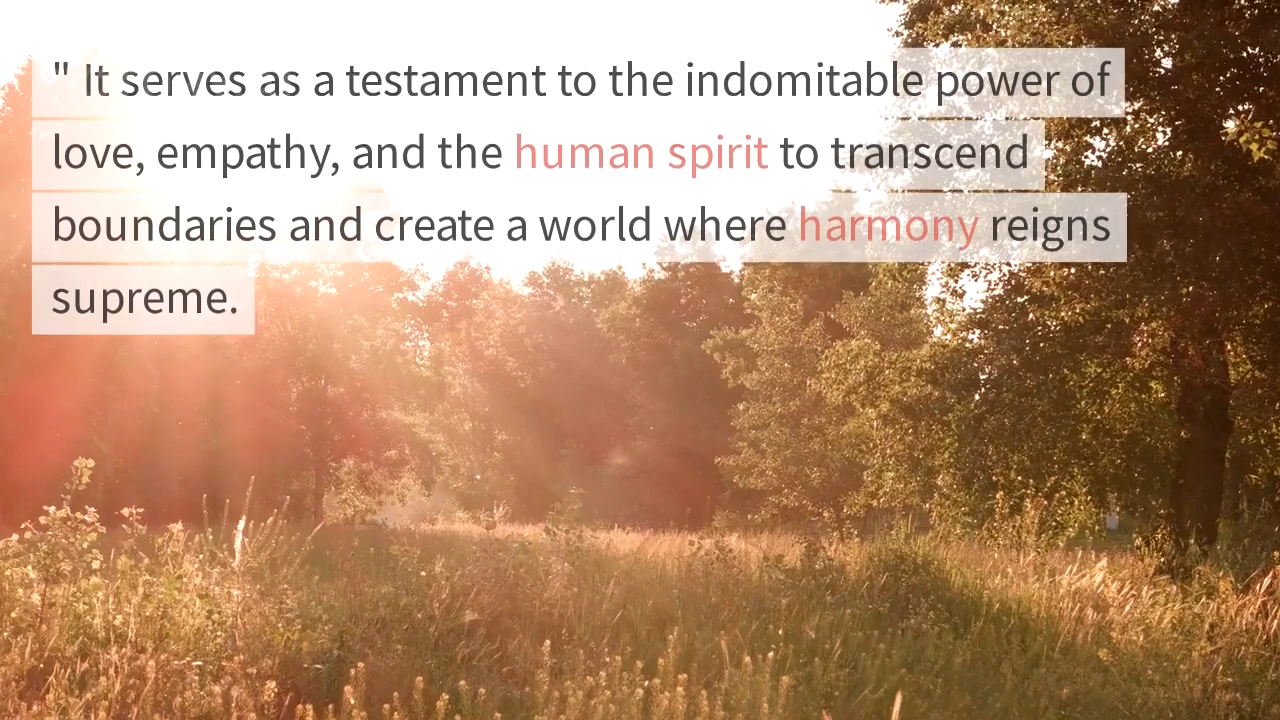 " It serves as a testament to the indomitable power of
love, empathy, and the human spirit to transcend
boundaries and create a world where harmony reigns
supreme.